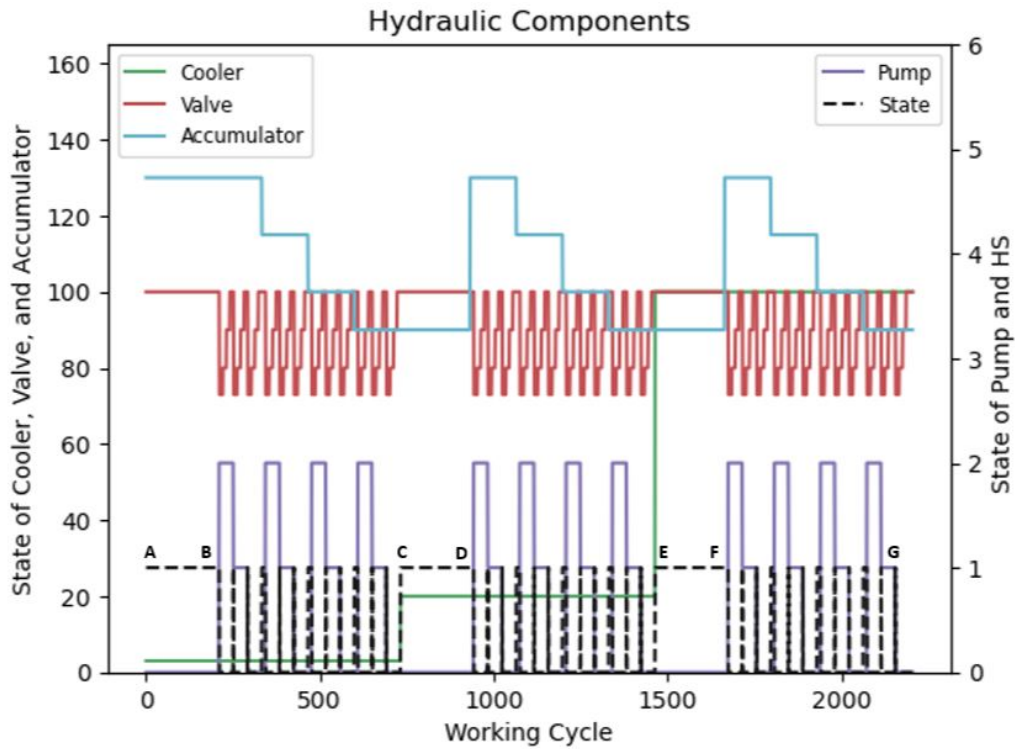 Hydraulic Components
Cooler
Valve
Accumulator
Pump
State
State of Cooler, Valve, and Accumulator
160
140
120
100
80
60
40
20
0
6
5
4
3
2
1
0
State of Pump and HS
A B C D E F G
0 500 1000 1500 2000
Working Cycle